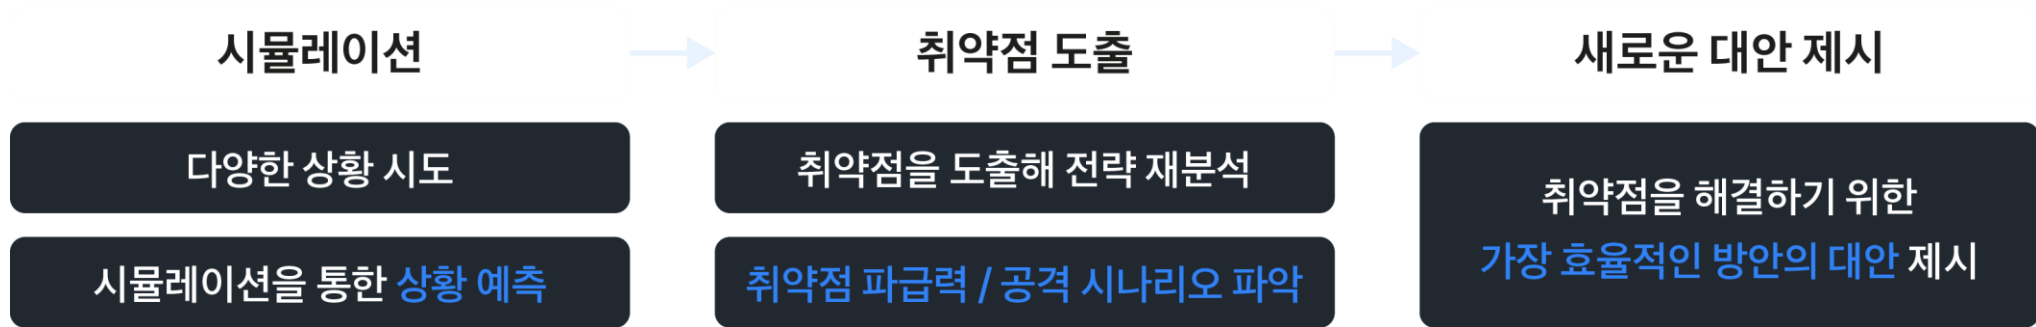 시뮬레이션
다양한 상황 시도
시뮬레이션을 통한 상황 예측
취약점 도출
취약점을 도출해 전략 재분석
취약점 파급력 / 공격 시나리오 파악
새로운 대안 제시
취약점을 해결하기 위한
가장 효율적인 방안의 대안 제시